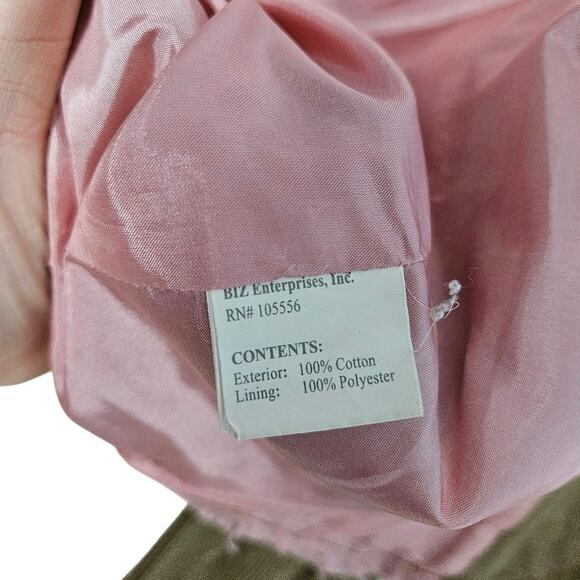 BIZ Enterprises, Inc.
RN# 105556
CONTENTS:
Exterior: 100% Cotton
Lining: 100% Polyester